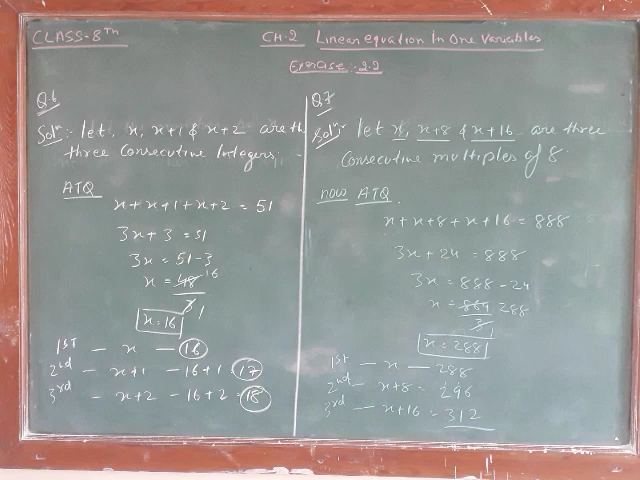 CLASS-8TH
CH-2 Linear equation In One Variables
Exercise:-2.2
Q.6
Solⁿ:- let x, x+1 & x+2 are th
three Consecutive Integers.
ATQ
x+x+1+x+2 = 51
3x+3 = 51
3x = 51-3
x = 48 16
3 1
x = 16
1st - x - 16
2nd - x+1 - 16+1 17
3rd - x+2 - 16+2 = 18
Q.7
Solⁿ:- let x, x+8 & x+16 are three
Consecutive multiples of 8.
now ATQ.
x+x+8+x+16 = 888
3x+24 = 888
3x = 888-24
x = 864 288
3 1
x = 288
1st - x - 288
2nd - x+8 - 296
3rd - x+16 - 312